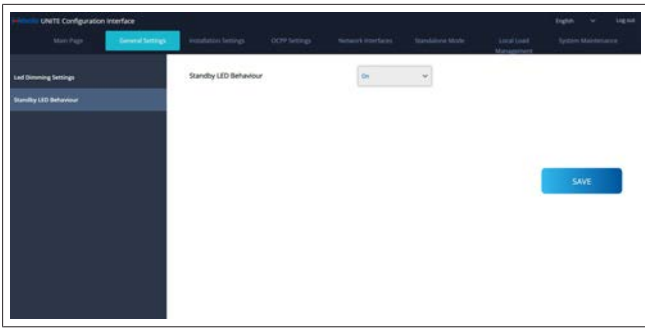 UNITE Configuration Interface
English
Log out
Main Page
General Settings
Installation Settings
OCPP Settings
Network Interfaces
Standalone Mode
Local Load
Management
System Maintenance
Led Dimming Settings
Standby LED Behaviour
Standby LED Behaviour
On
SAVE